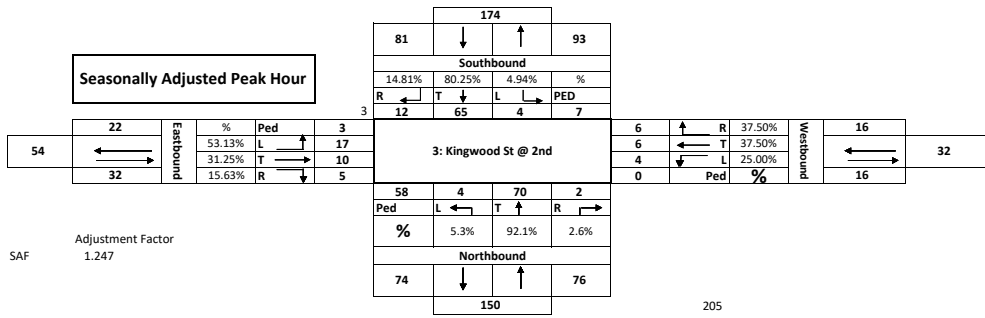 174
81 93
Southbound
Seasonally Adjusted Peak Hour
14.81% 80.25% 4.94% %
R T L PED
3 12 65 4 7
22 Eastbound % Ped 3 6 R 37.50% Westbound 16
54 53.13% L 17 3: Kingwood St @ 2nd 6 T 37.50% 32
31.25% T 10 4 L 25.00%
32 15.63% R 5 0 Ped % 16
58 4 70 2
Ped L T R
% 5.3% 92.1% 2.6%
Adjustment Factor
SAF 1.247
Northbound
74 76
150 205